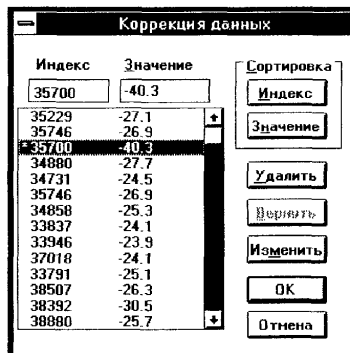 Коррекция данных
Индекс Значение
35700 -40.3
35229 -27.1
35746 -26.9
*35700 -40.3
34880 -27.7
34731 -24.5
35746 -26.9
34858 -25.3
33837 -24.1
33946 -23.9
37018 -24.1
33791 -25.1
38507 -26.3
38392 -30.5
38880 -25.7
Сортировка
Индекс
Значение
Удалить
Вернуть
Изменить
OK
Отмена